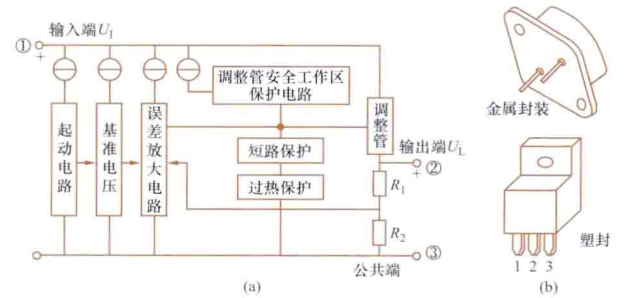 输入端U_I
①
+
调整管安全工作区
保护电路
起动电路
基准电压
误差放大电路
短路保护
过热保护
调整管
输出端U_L
②
+
R₁
R₂
③
公共端
(a)
金属封装
塑封
1 2 3
(b)